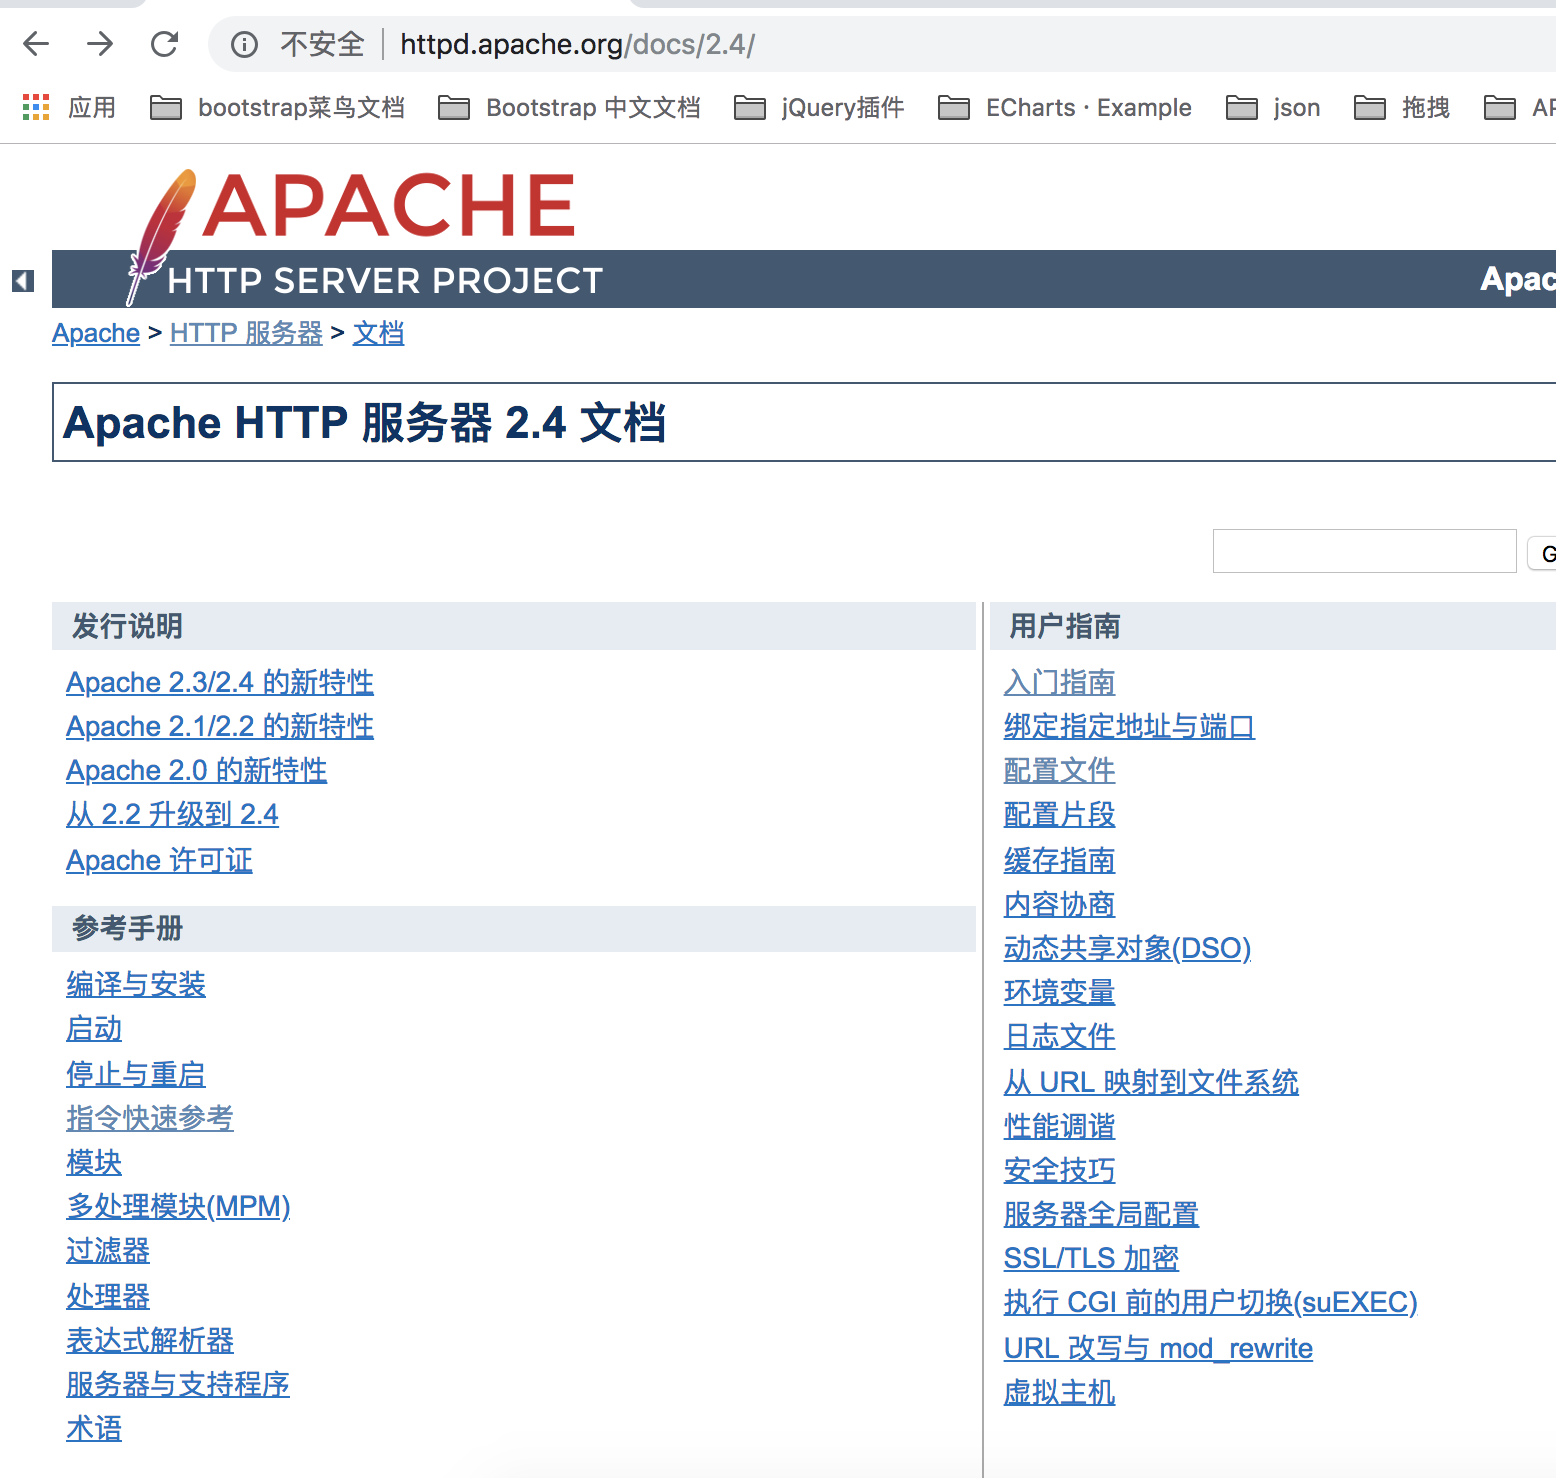 不安全 httpd.apache.org/docs/2.4/
应用 bootstrap菜鸟文档 Bootstrap 中文文档 jQuery插件 ECharts · Example json 拖拽
APACHE
HTTP SERVER PROJECT
Apache > HTTP 服务器 > 文档
Apache HTTP 服务器 2.4 文档
发行说明
Apache 2.3/2.4 的新特性
Apache 2.1/2.2 的新特性
Apache 2.0 的新特性
从 2.2 升级到 2.4
Apache 许可证
参考手册
编译与安装
启动
停止与重启
指令快速参考
模块
多处理模块(MPM)
过滤器
处理器
表达式解析器
服务器与支持程序
术语
用户指南
入门指南
绑定指定地址与端口
配置文件
配置片段
缓存指南
内容协商
动态共享对象(DSO)
环境变量
日志文件
从 URL 映射到文件系统
性能调谐
安全技巧
服务器全局配置
SSL/TLS 加密
执行 CGI 前的用户切换(suEXEC)
URL 改写与 mod_rewrite
虚拟主机